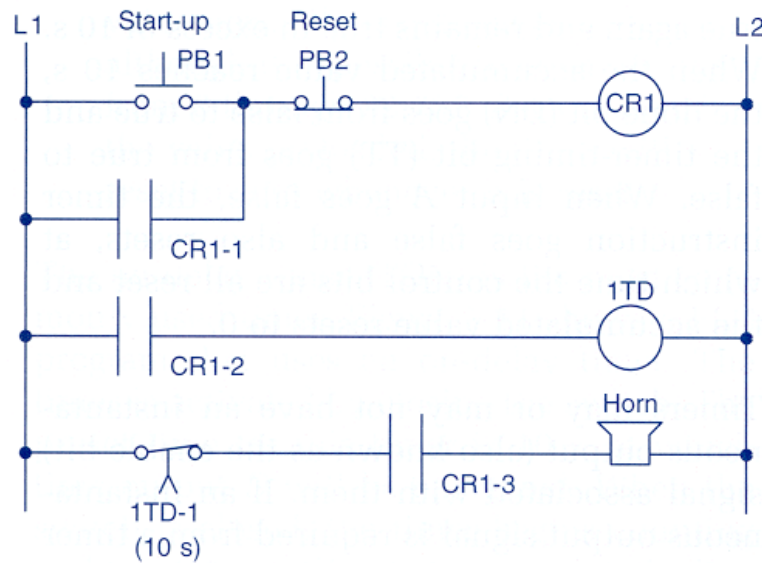 Start-up
Reset
L1
L2
PB1
PB2
CR1
CR1-1
1TD
CR1-2
Horn
CR1-3
1TD-1
(10 s)